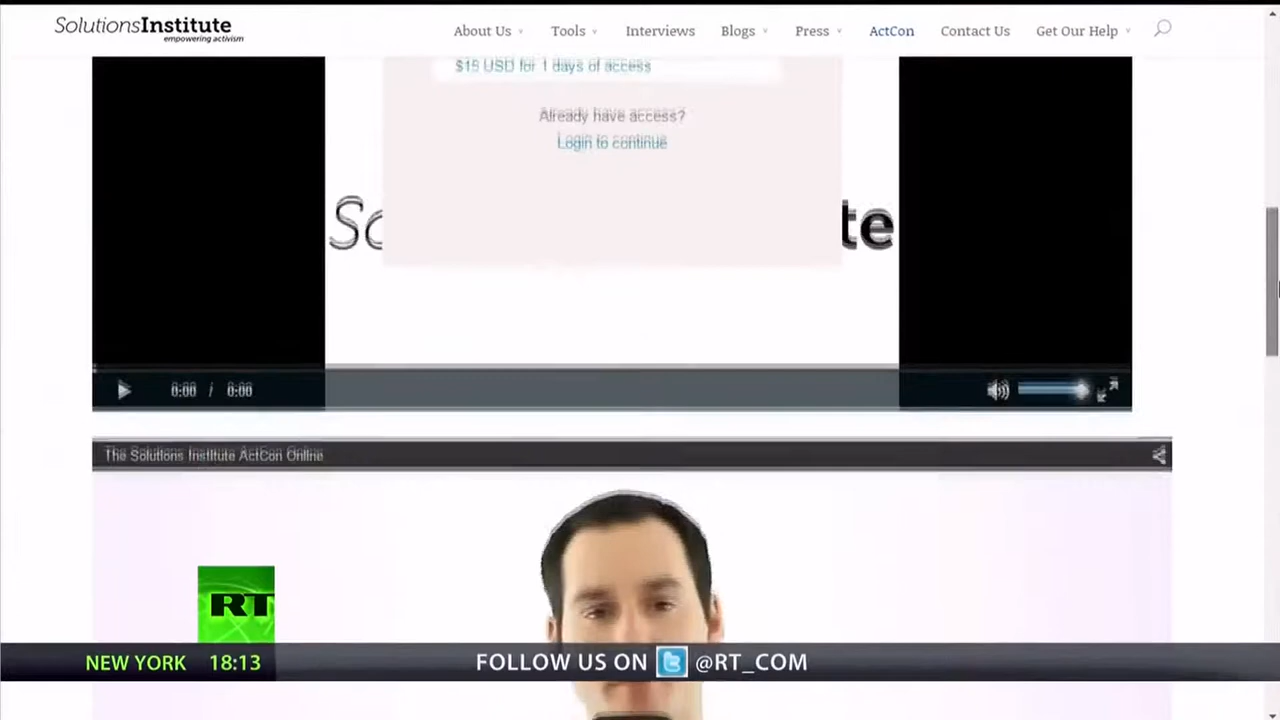 SolutionsInstitute
empowering activism
About Us Tools Interviews Blogs Press ActCon Contact Us Get Our Help
$15 USD for 1 days of access
Already have access?
Login to continue
So te
0:00 / 0:00
The Solutions Institute ActCon Online
RT
NEW YORK 18:13 FOLLOW US ON @RT_COM